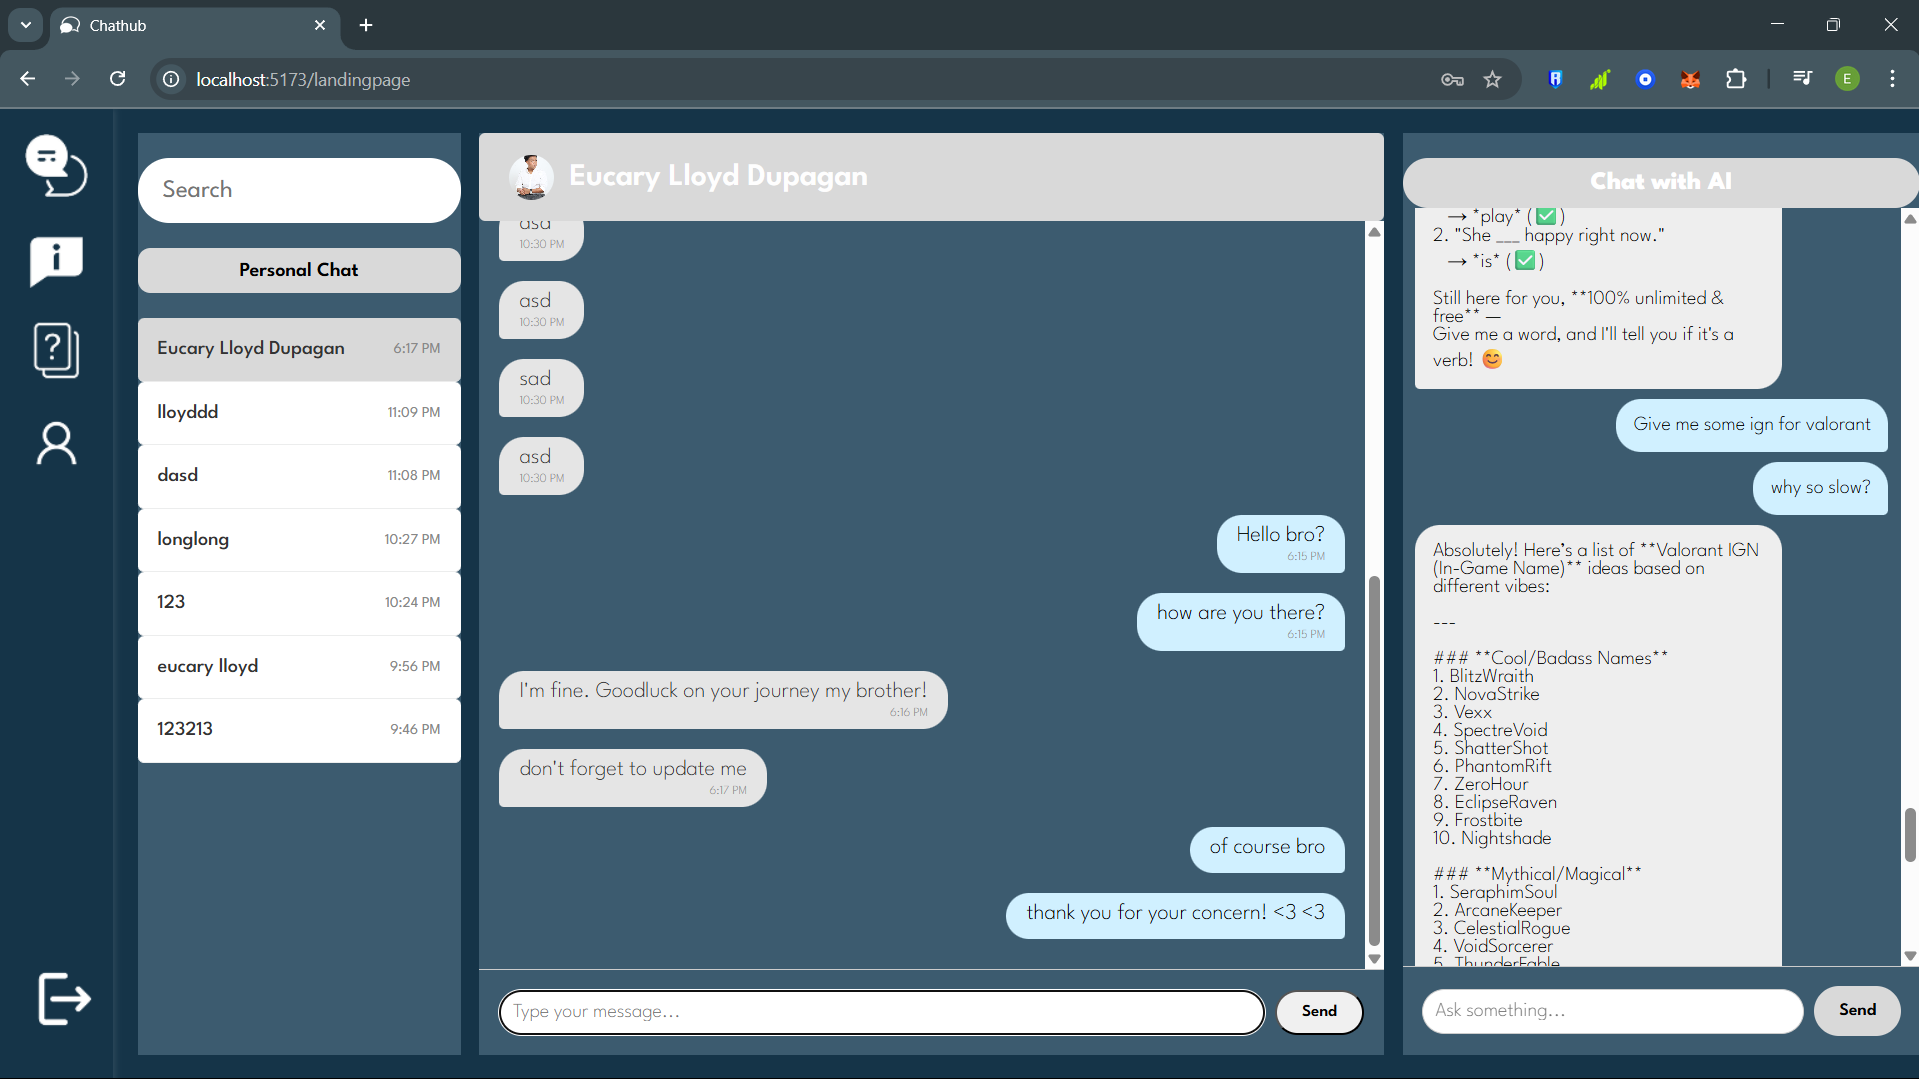 Chathub
localhost:5173/landingpage
E
Search
Personal Chat
Eucary Lloyd Dupagan 6:17 PM
lloyddd 11:09 PM
dasd 11:08 PM
longlong 10:27 PM
123 10:24 PM
eucary lloyd 9:56 PM
123213 9:46 PM
Eucary Lloyd Dupagan
asd
10:30 PM
asd
10:30 PM
sad
10:30 PM
asd
10:30 PM
Hello bro?
6:15 PM
how are you there?
6:15 PM
I'm fine. Goodluck on your journey my brother!
6:16 PM
don't forget to update me
6:17 PM
of course bro
thank you for your concern! <3 <3
Type your message...
Send
Chat with AI
→ *play* (✅)
2. "She ___ happy right now."
→ *is* (✅)
Still here for you, **100% unlimited &
free** —
Give me a word, and I'll tell you if it's a
verb! 😊
Give me some ign for valorant
why so slow?
Absolutely! Here’s a list of **Valorant IGN
(In-Game Name)** ideas based on
different vibes:
---
### **Cool/Badass Names**
1. BlitzWraith
2. NovaStrike
3. Vexx
4. SpectreVoid
5. ShatterShot
6. PhantomRift
7. ZeroHour
8. EclipseRaven
9. Frostbite
10. Nightshade
### **Mythical/Magical**
1. SeraphimSoul
2. ArcaneKeeper
3. CelestialRogue
4. VoidSorcerer
5. ThunderFable
Ask something...
Send